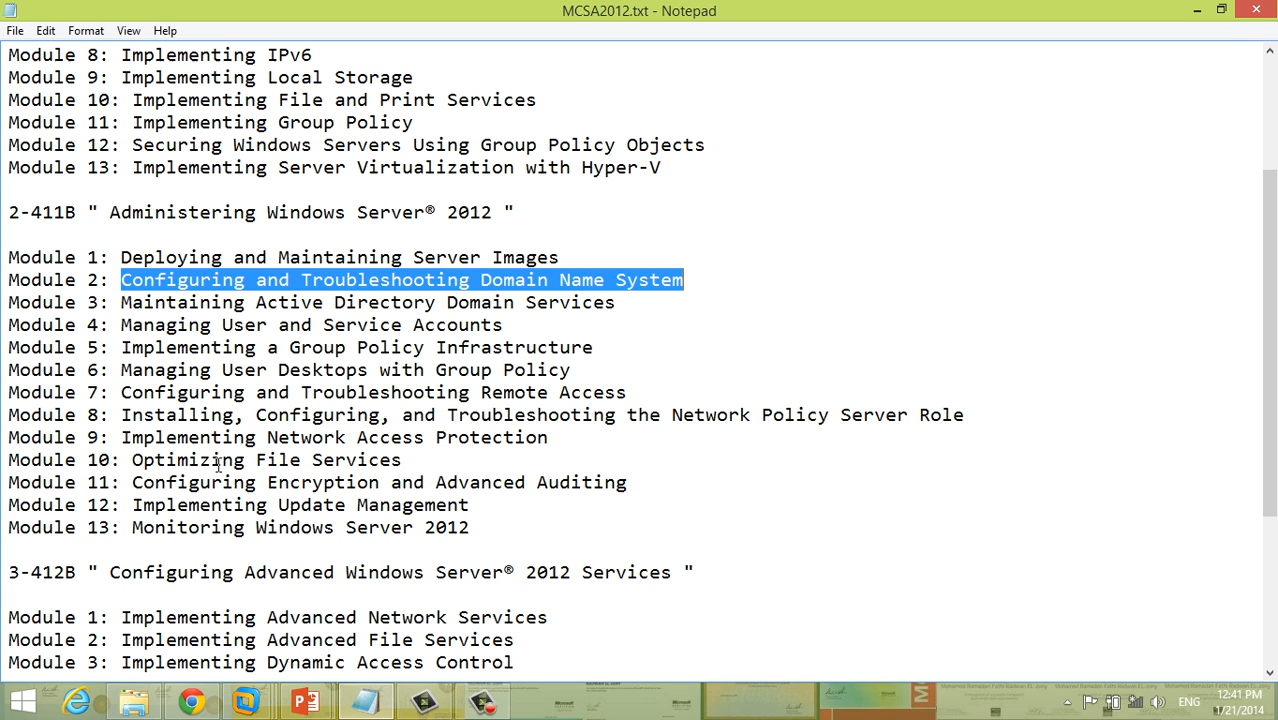 MCSA2012.txt - Notepad
File Edit Format View Help
Module 8: Implementing IPv6
Module 9: Implementing Local Storage
Module 10: Implementing File and Print Services
Module 11: Implementing Group Policy
Module 12: Securing Windows Servers Using Group Policy Objects
Module 13: Implementing Server Virtualization with Hyper-V
2-411B " Administering Windows Server® 2012 "
Module 1: Deploying and Maintaining Server Images
Module 2: Configuring and Troubleshooting Domain Name System
Module 3: Maintaining Active Directory Domain Services
Module 4: Managing User and Service Accounts
Module 5: Implementing a Group Policy Infrastructure
Module 6: Managing User Desktops with Group Policy
Module 7: Configuring and Troubleshooting Remote Access
Module 8: Installing, Configuring, and Troubleshooting the Network Policy Server Role
Module 9: Implementing Network Access Protection
Module 10: Optimizing File Services
Module 11: Configuring Encryption and Advanced Auditing
Module 12: Implementing Update Management
Module 13: Monitoring Windows Server 2012
3-412B " Configuring Advanced Windows Server® 2012 Services "
Module 1: Implementing Advanced Network Services
Module 2: Implementing Advanced File Services
Module 3: Implementing Dynamic Access Control
ENG
12:41 PM
1/21/2014